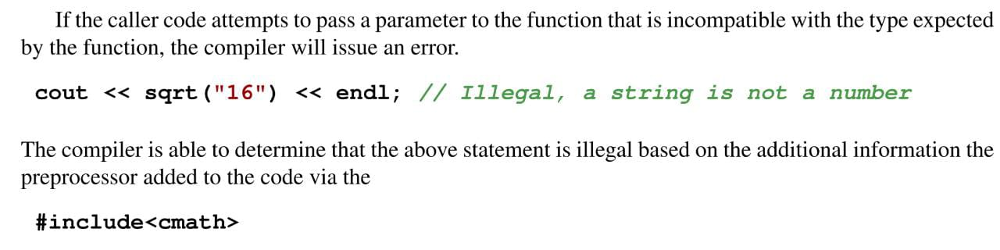 If the caller code attempts to pass a parameter to the function that is incompatible with the type expected
by the function, the compiler will issue an error.
cout << sqrt("16") << endl; // Illegal, a string is not a number
The compiler is able to determine that the above statement is illegal based on the additional information the
preprocessor added to the code via the
#include<cmath>